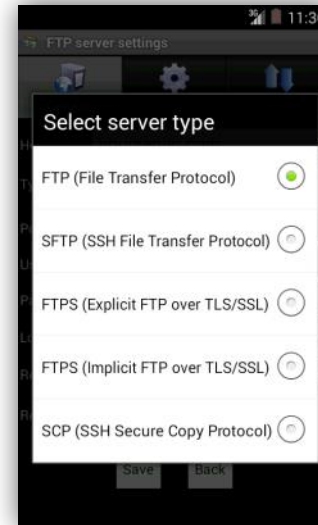 3G 11:3
FTP server settings
Select server type
FTP (File Transfer Protocol)
SFTP (SSH File Transfer Protocol)
FTPS (Explicit FTP over TLS/SSL)
FTPS (Implicit FTP over TLS/SSL)
SCP (SSH Secure Copy Protocol)
Save Back